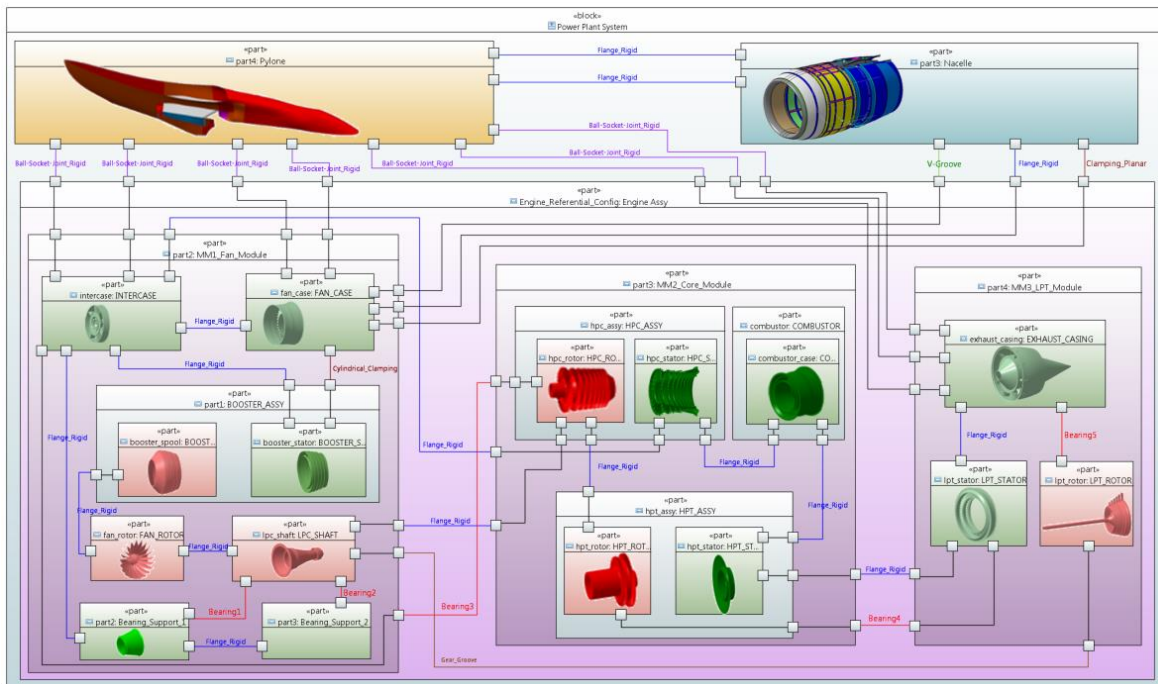 «block»
Power Plant System
«part»
part4: Pylone
Flange_Rigid
Flange_Rigid
«part»
part3: Nacelle
Ball-Socket-Joint_Rigid
Ball-Socket-Joint_Rigid
Ball-Socket-Joint_Rigid
Ball-Socket-Joint_Rigid
Ball-Socket-Joint_Rigid
Ball-Socket-Joint_Rigid
Ball-Socket-Joint_Rigid
V-Groove
Flange_Rigid
Clamping_Planar
«part»
Engine_Referential_Config: Engine Assy
«part»
part2: MM1_Fan_Module
«part»
intercase: INTERCASE
«part»
fan_case: FAN_CASE
Flange_Rigid
Flange_Rigid
Cylindrical_Clamping
«part»
part1: BOOSTER_ASSY
«part»
booster_spool: BOOST...
«part»
booster_stator: BOOSTER_S...
Flange_Rigid
Flange_Rigid
«part»
fan_rotor: FAN_ROTOR
Flange_Rigid
«part»
lpc_shaft: LPC_SHAFT
Bearing1
Bearing2
«part»
part2: Bearing_Support_1
Flange_Rigid
«part»
part3: Bearing_Support_2
Flange_Rigid
Flange_Rigid
Bearing3
Gear_Groove
«part»
part3: MM2_Core_Module
«part»
hpc_assy: HPC_ASSY
«part»
hpc_rotor: HPC_RO...
«part»
hpc_stator: HPC_S...
«part»
combustor: COMBUSTOR
«part»
combustor_case: CO...
Flange_Rigid
Flange_Rigid
Flange_Rigid
«part»
hpt_assy: HPT_ASSY
«part»
hpt_rotor: HPT_ROT...
«part»
hpt_stator: HPT_ST...
Flange_Rigid
Bearing4
«part»
part4: MM3_LPT_Module
«part»
exhaust_casing: EXHAUST_CASING
Flange_Rigid
Bearing5
«part»
lpt_stator: LPT_STATOR
«part»
lpt_rotor: LPT_ROTOR